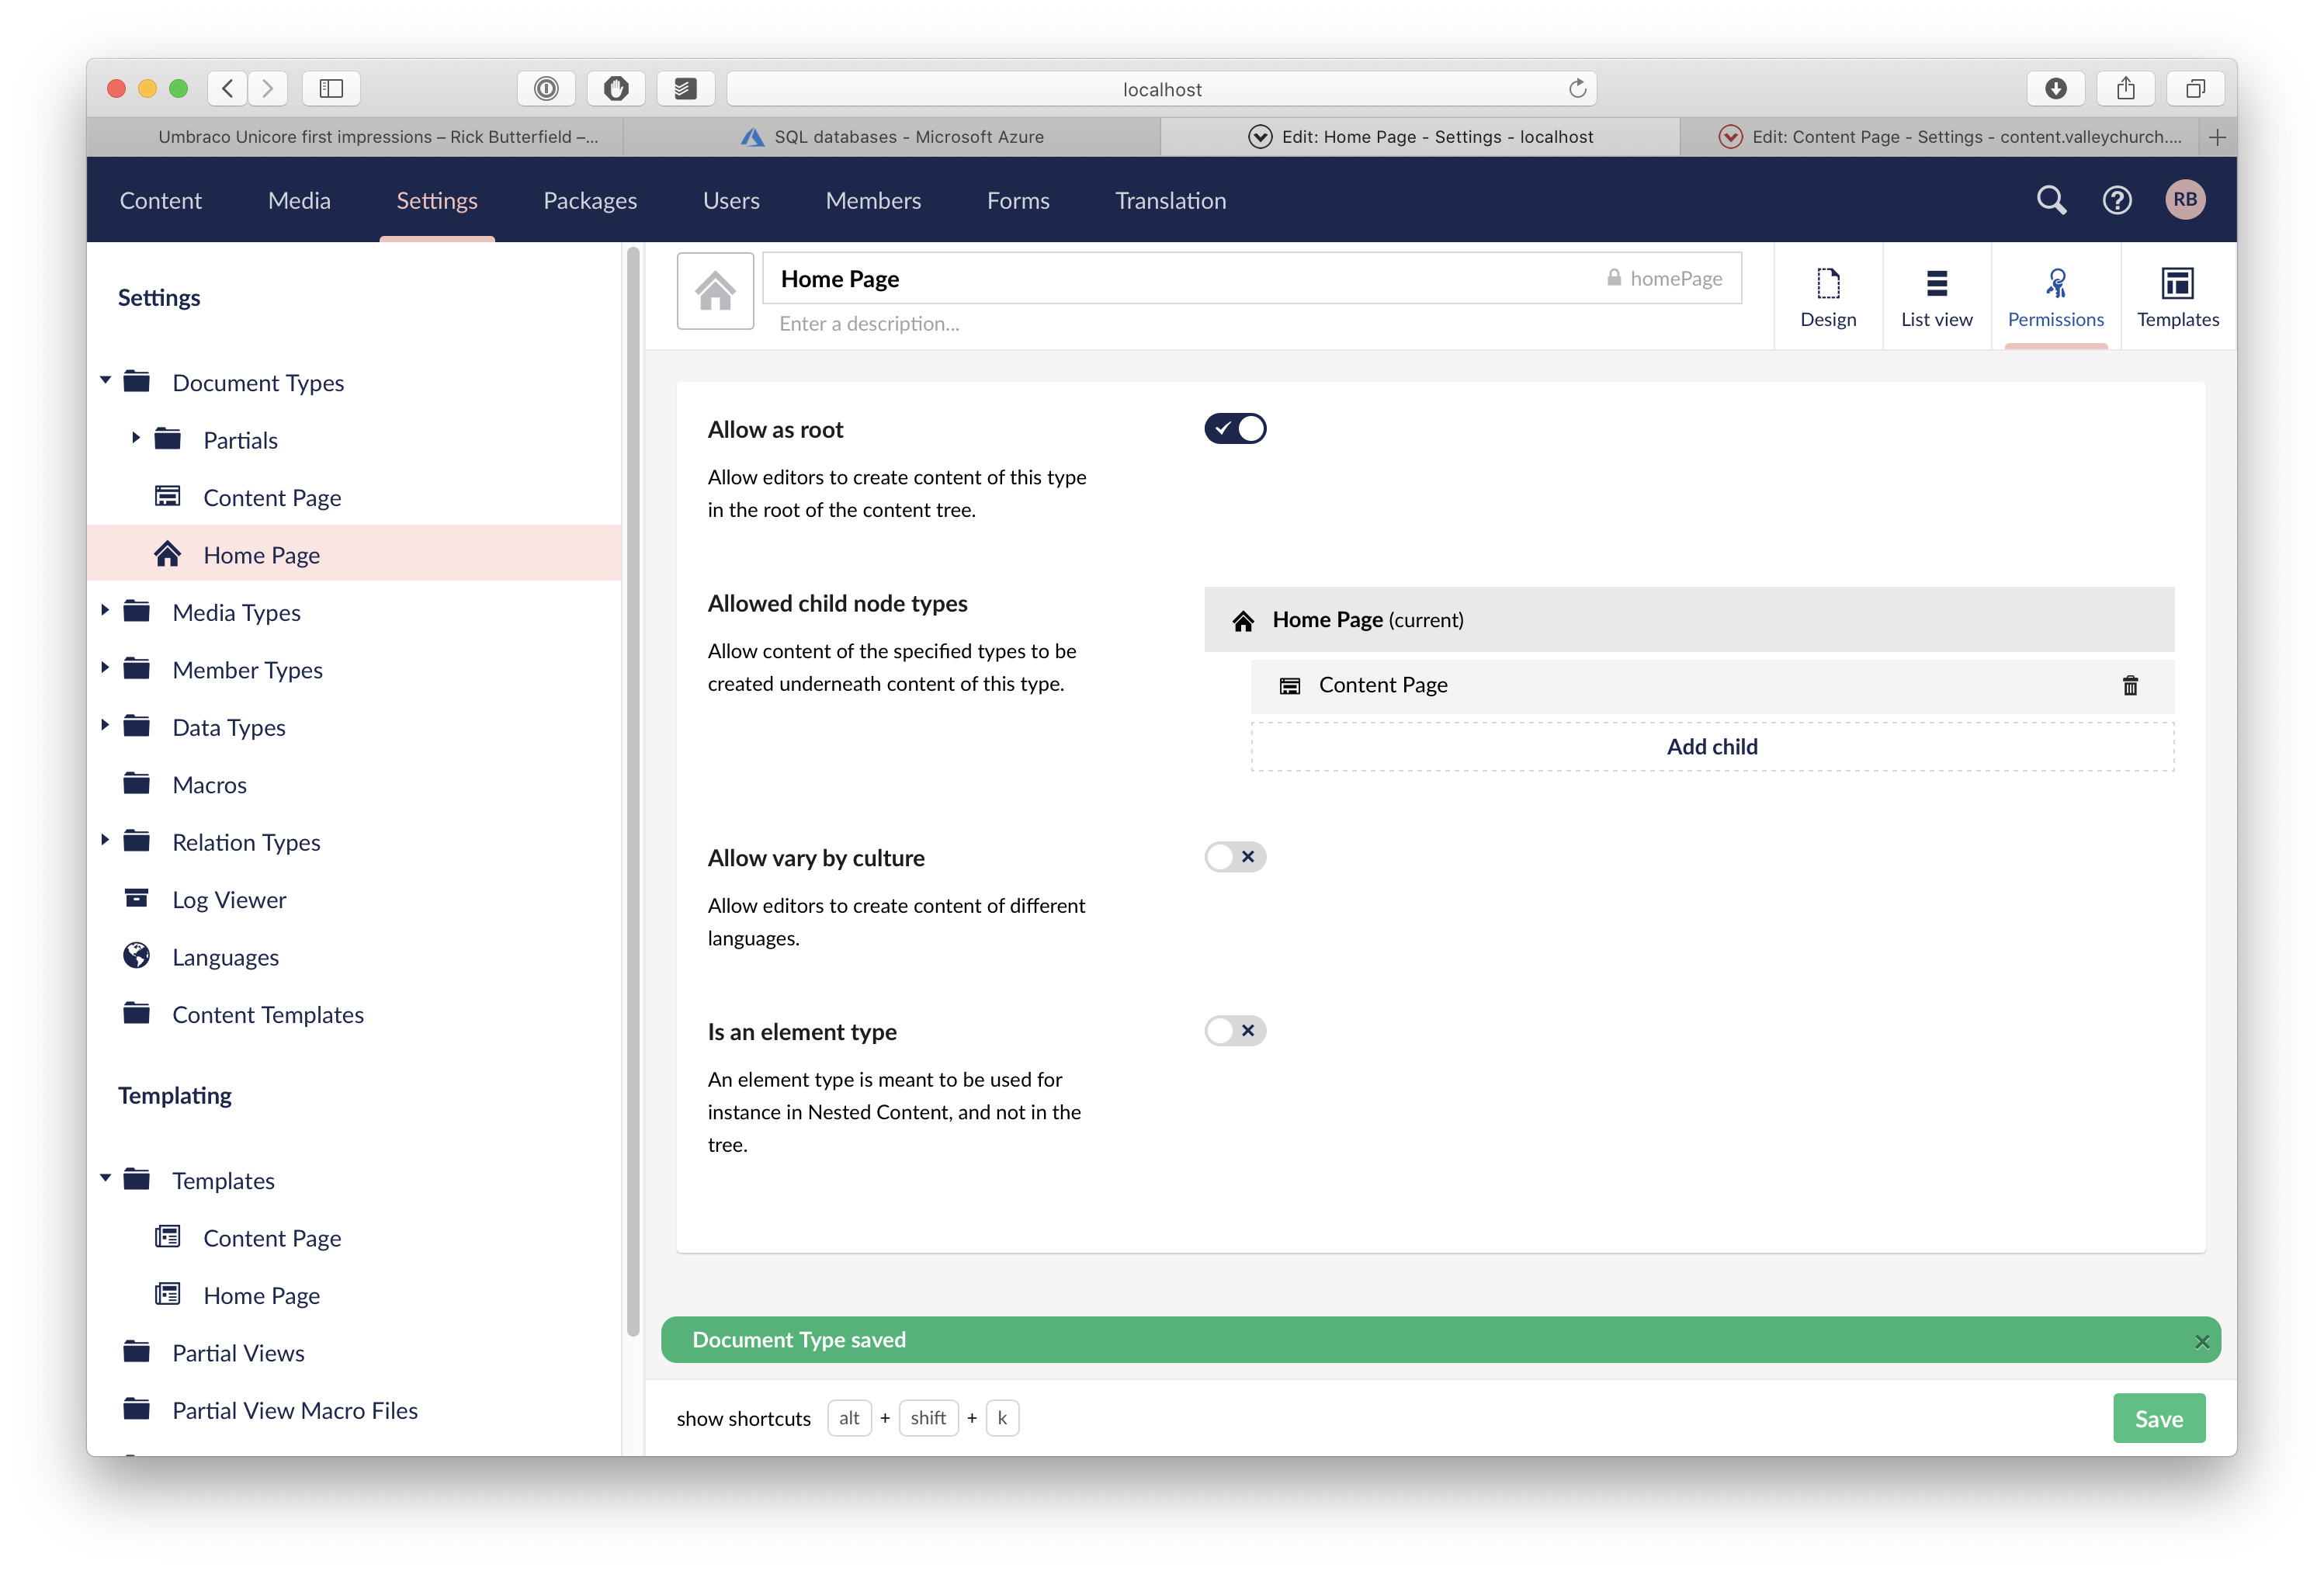 localhost
Umbraco Unicore first impressions – Rick Butterfield –...
SQL databases - Microsoft Azure
Edit: Home Page - Settings - localhost
Edit: Content Page - Settings - content.valleychurch....
Content
Media
Settings
Packages
Users
Members
Forms
Translation
RB
Settings
Document Types
Partials
Content Page
Home Page
Media Types
Member Types
Data Types
Macros
Relation Types
Log Viewer
Languages
Content Templates
Templating
Templates
Content Page
Home Page
Partial Views
Partial View Macro Files
Home Page
homePage
Enter a description...
Design
List view
Permissions
Templates
Allow as root
Allow editors to create content of this type
in the root of the content tree.
Allowed child node types
Allow content of the specified types to be
created underneath content of this type.
Home Page (current)
Content Page
Add child
Allow vary by culture
Allow editors to create content of different
languages.
Is an element type
An element type is meant to be used for
instance in Nested Content, and not in the
tree.
Document Type saved
show shortcuts alt + shift + k
Save